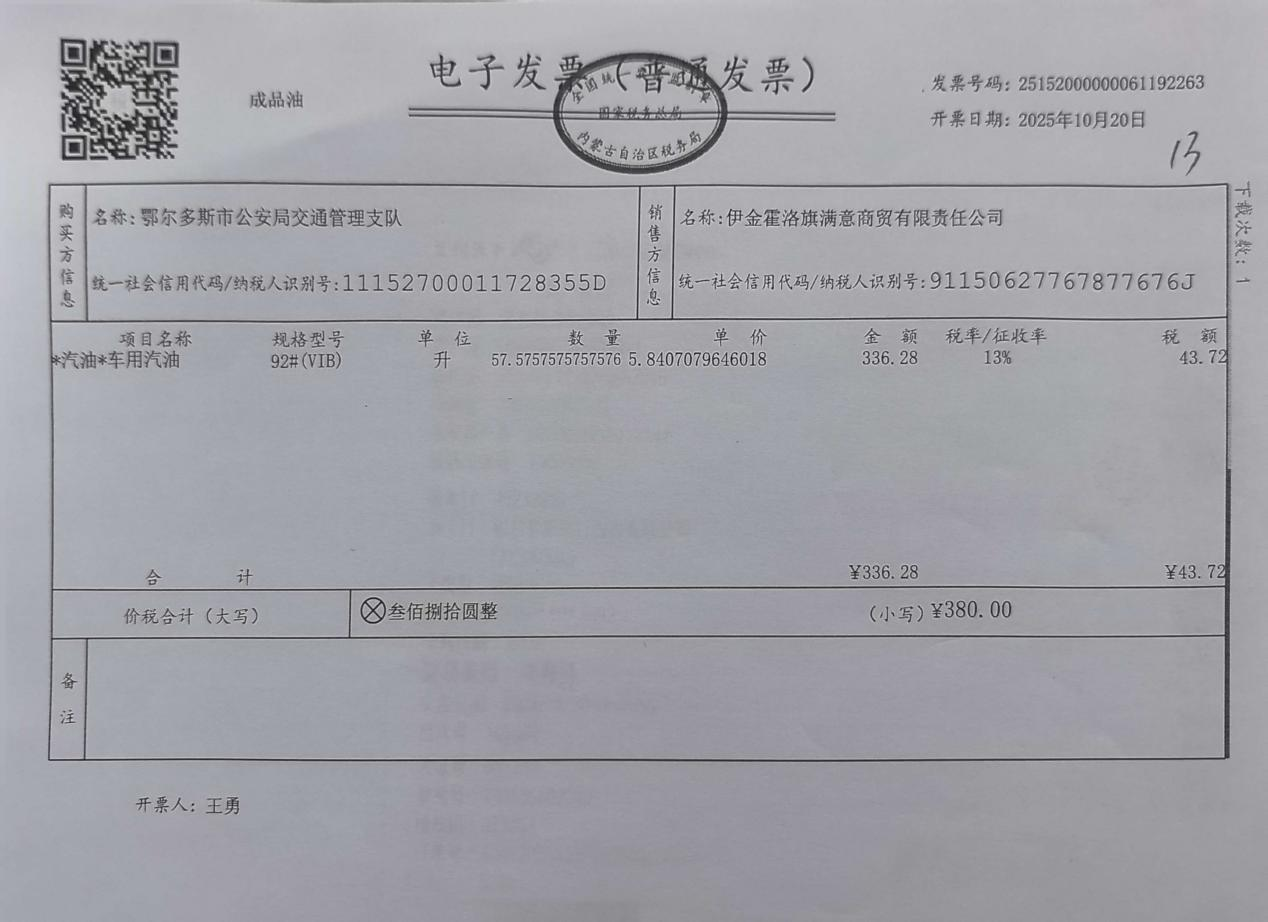 电子发票（普通发票）
全国统一发票监制章
国家税务总局
内蒙古自治区税务局
成品油
发票号码: 25152000000061192263
开票日期: 2025年10月20日
13
下载次数: 1
购买方信息
名称: 鄂尔多斯市公安局交通管理支队
统一社会信用代码/纳税人识别号: 11152700011728355D
销售方信息
名称: 伊金霍洛旗满意商贸有限责任公司
统一社会信用代码/纳税人识别号: 91150627767877676J
项目名称 规格型号 单 位 数 量 单 价 金 额 税率/征收率 税 额
*汽油*车用汽油 92#(VIB) 升 57.5757575757576 5.8407079646018 336.28 13% 43.72
合 计 ¥336.28 ¥43.72
价税合计（大写） ⊗叁佰捌拾圆整 （小写）¥380.00
备注
开票人: 王勇